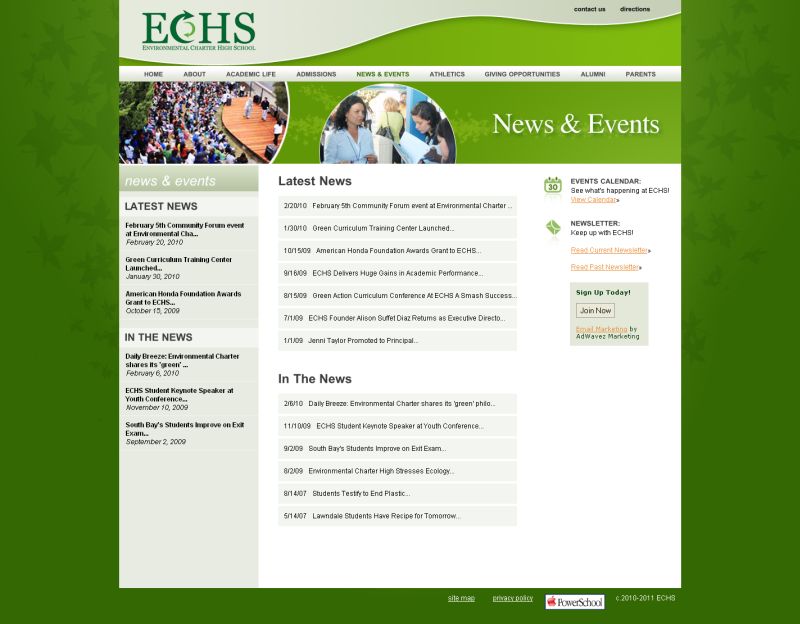 contact us directions
ECHS
ENVIRONMENTAL CHARTER HIGH SCHOOL
HOME ABOUT ACADEMIC LIFE ADMISSIONS NEWS & EVENTS ATHLETICS GIVING OPPORTUNITIES ALUMNI PARENTS
News & Events
news & events
LATEST NEWS
February 5th Community Forum event
at Environmental Cha...
February 20, 2010
Green Curriculum Training Center
Launched...
January 30, 2010
American Honda Foundation Awards
Grant to ECHS...
October 15, 2009
IN THE NEWS
Daily Breeze: Environmental Charter
shares its 'green' ...
February 6, 2010
ECHS Student Keynote Speaker at
Youth Conference...
November 10, 2009
South Bay's Students Improve on Exit
Exam...
September 2, 2009
Latest News
2/20/10 February 5th Community Forum event at Environmental Charter ...
1/30/10 Green Curriculum Training Center Launched...
10/15/09 American Honda Foundation Awards Grant to ECHS...
9/16/09 ECHS Delivers Huge Gains in Academic Performance...
8/15/09 Green Action Curriculum Conference At ECHS A Smash Success...
7/1/09 ECHS Founder Alison Suffet Diaz Returns as Executive Directo...
1/1/09 Jenni Taylor Promoted to Principal...
In The News
2/6/10 Daily Breeze: Environmental Charter shares its 'green' philo...
11/10/09 ECHS Student Keynote Speaker at Youth Conference...
9/2/09 South Bay's Students Improve on Exit Exam...
8/2/09 Environmental Charter High Stresses Ecology...
8/14/07 Students Testify to End Plastic...
5/14/07 Lawndale Students Have Recipe for Tomorrow...
30
EVENTS CALENDAR:
See what's happening at ECHS!
View Calendar»
NEWSLETTER:
Keep up with ECHS!
Read Current Newsletter»
Read Past Newsletter»
Sign Up Today!
Join Now
Email Marketing by
AdWavez Marketing
site map privacy policy PowerSchool c.2010-2011 ECHS